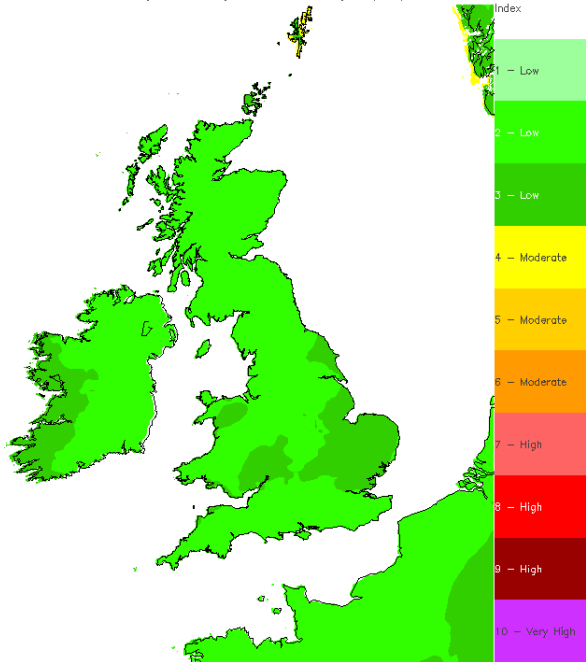 Index
1 - Low
2 - Low
3 - Low
4 - Moderate
5 - Moderate
6 - Moderate
7 - High
8 - High
9 - High
10 - Very High